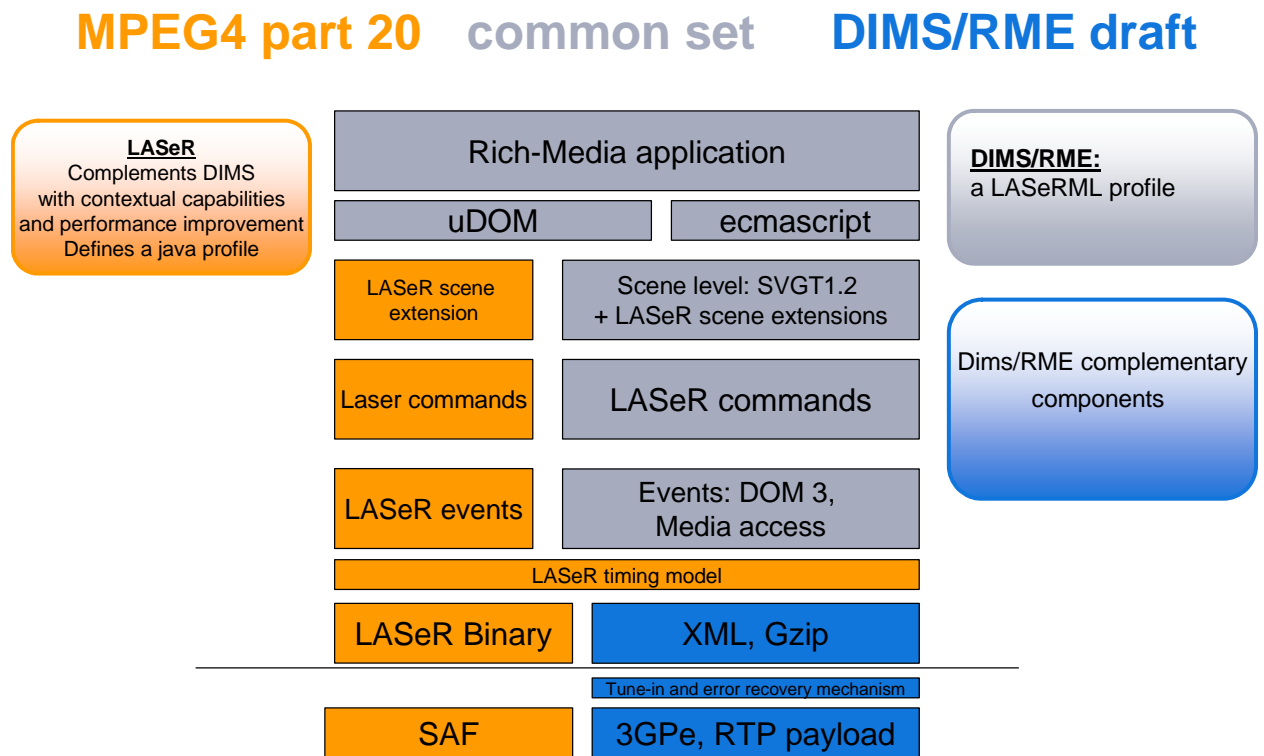 MPEG4 part 20 common set DIMS/RME draft
LASeR
Complements DIMS
with contextual capabilities
and performance improvement
Defines a java profile
Rich-Media application
DIMS/RME:
a LASeRML profile
uDOM
ecmascript
LASeR scene
extension
Scene level: SVGT1.2
+ LASeR scene extensions
Dims/RME complementary
components
Laser commands
LASeR commands
LASeR events
Events: DOM 3,
Media access
LASeR timing model
LASeR Binary
XML, Gzip
Tune-in and error recovery mechanism
SAF
3GPe, RTP payload